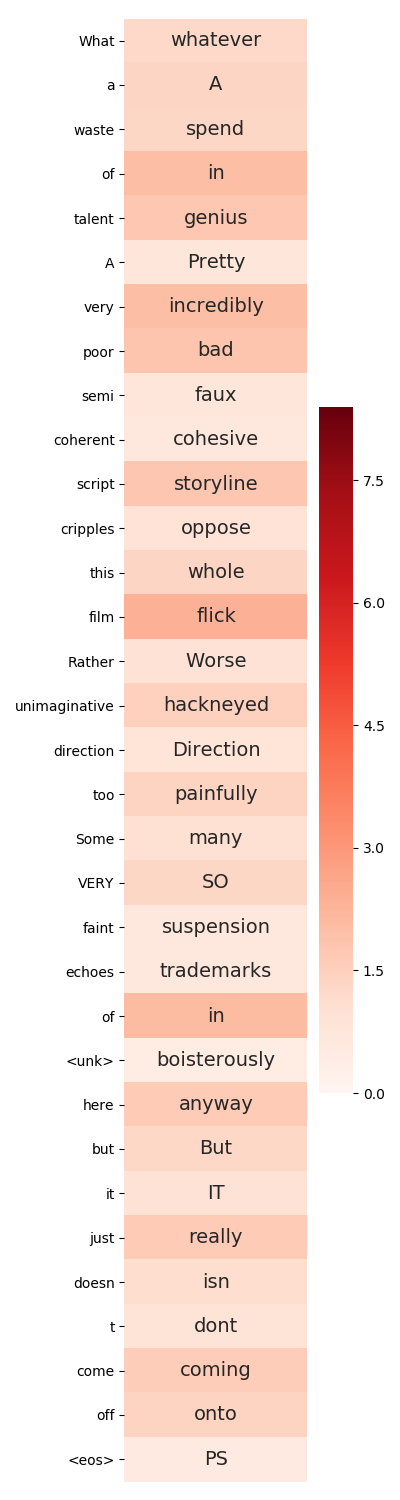 What whatever
a A
waste spend
of in
talent genius
A Pretty
very incredibly
poor bad
semi faux
coherent cohesive
script storyline
cripples oppose
this whole
film flick
Rather Worse
unimaginative hackneyed
direction Direction
too painfully
Some many
VERY SO
faint suspension
echoes trademarks
of in
<unk> boisterously
here anyway
but But
it IT
just really
doesn isn
t dont
come coming
off onto
<eos> PS
7.5
6.0
4.5
3.0
1.5
0.0